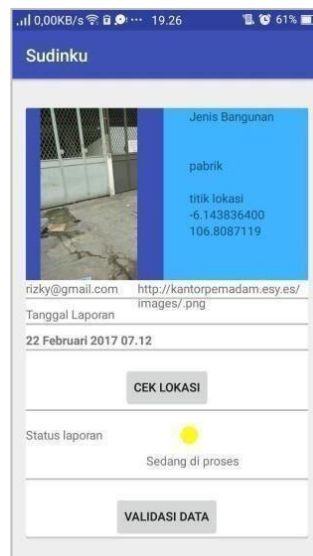 0,00KB/s 19.26 61%
Sudinku
Jenis Bangunan
pabrik
titik lokasi
-6.143836400
106.8087119
rizky@gmail.com
http://kantorpemadam.esy.es/
images/.png
Tanggal Laporan
22 Februari 2017 07.12
CEK LOKASI
Status laporan
Sedang di proses
VALIDASI DATA